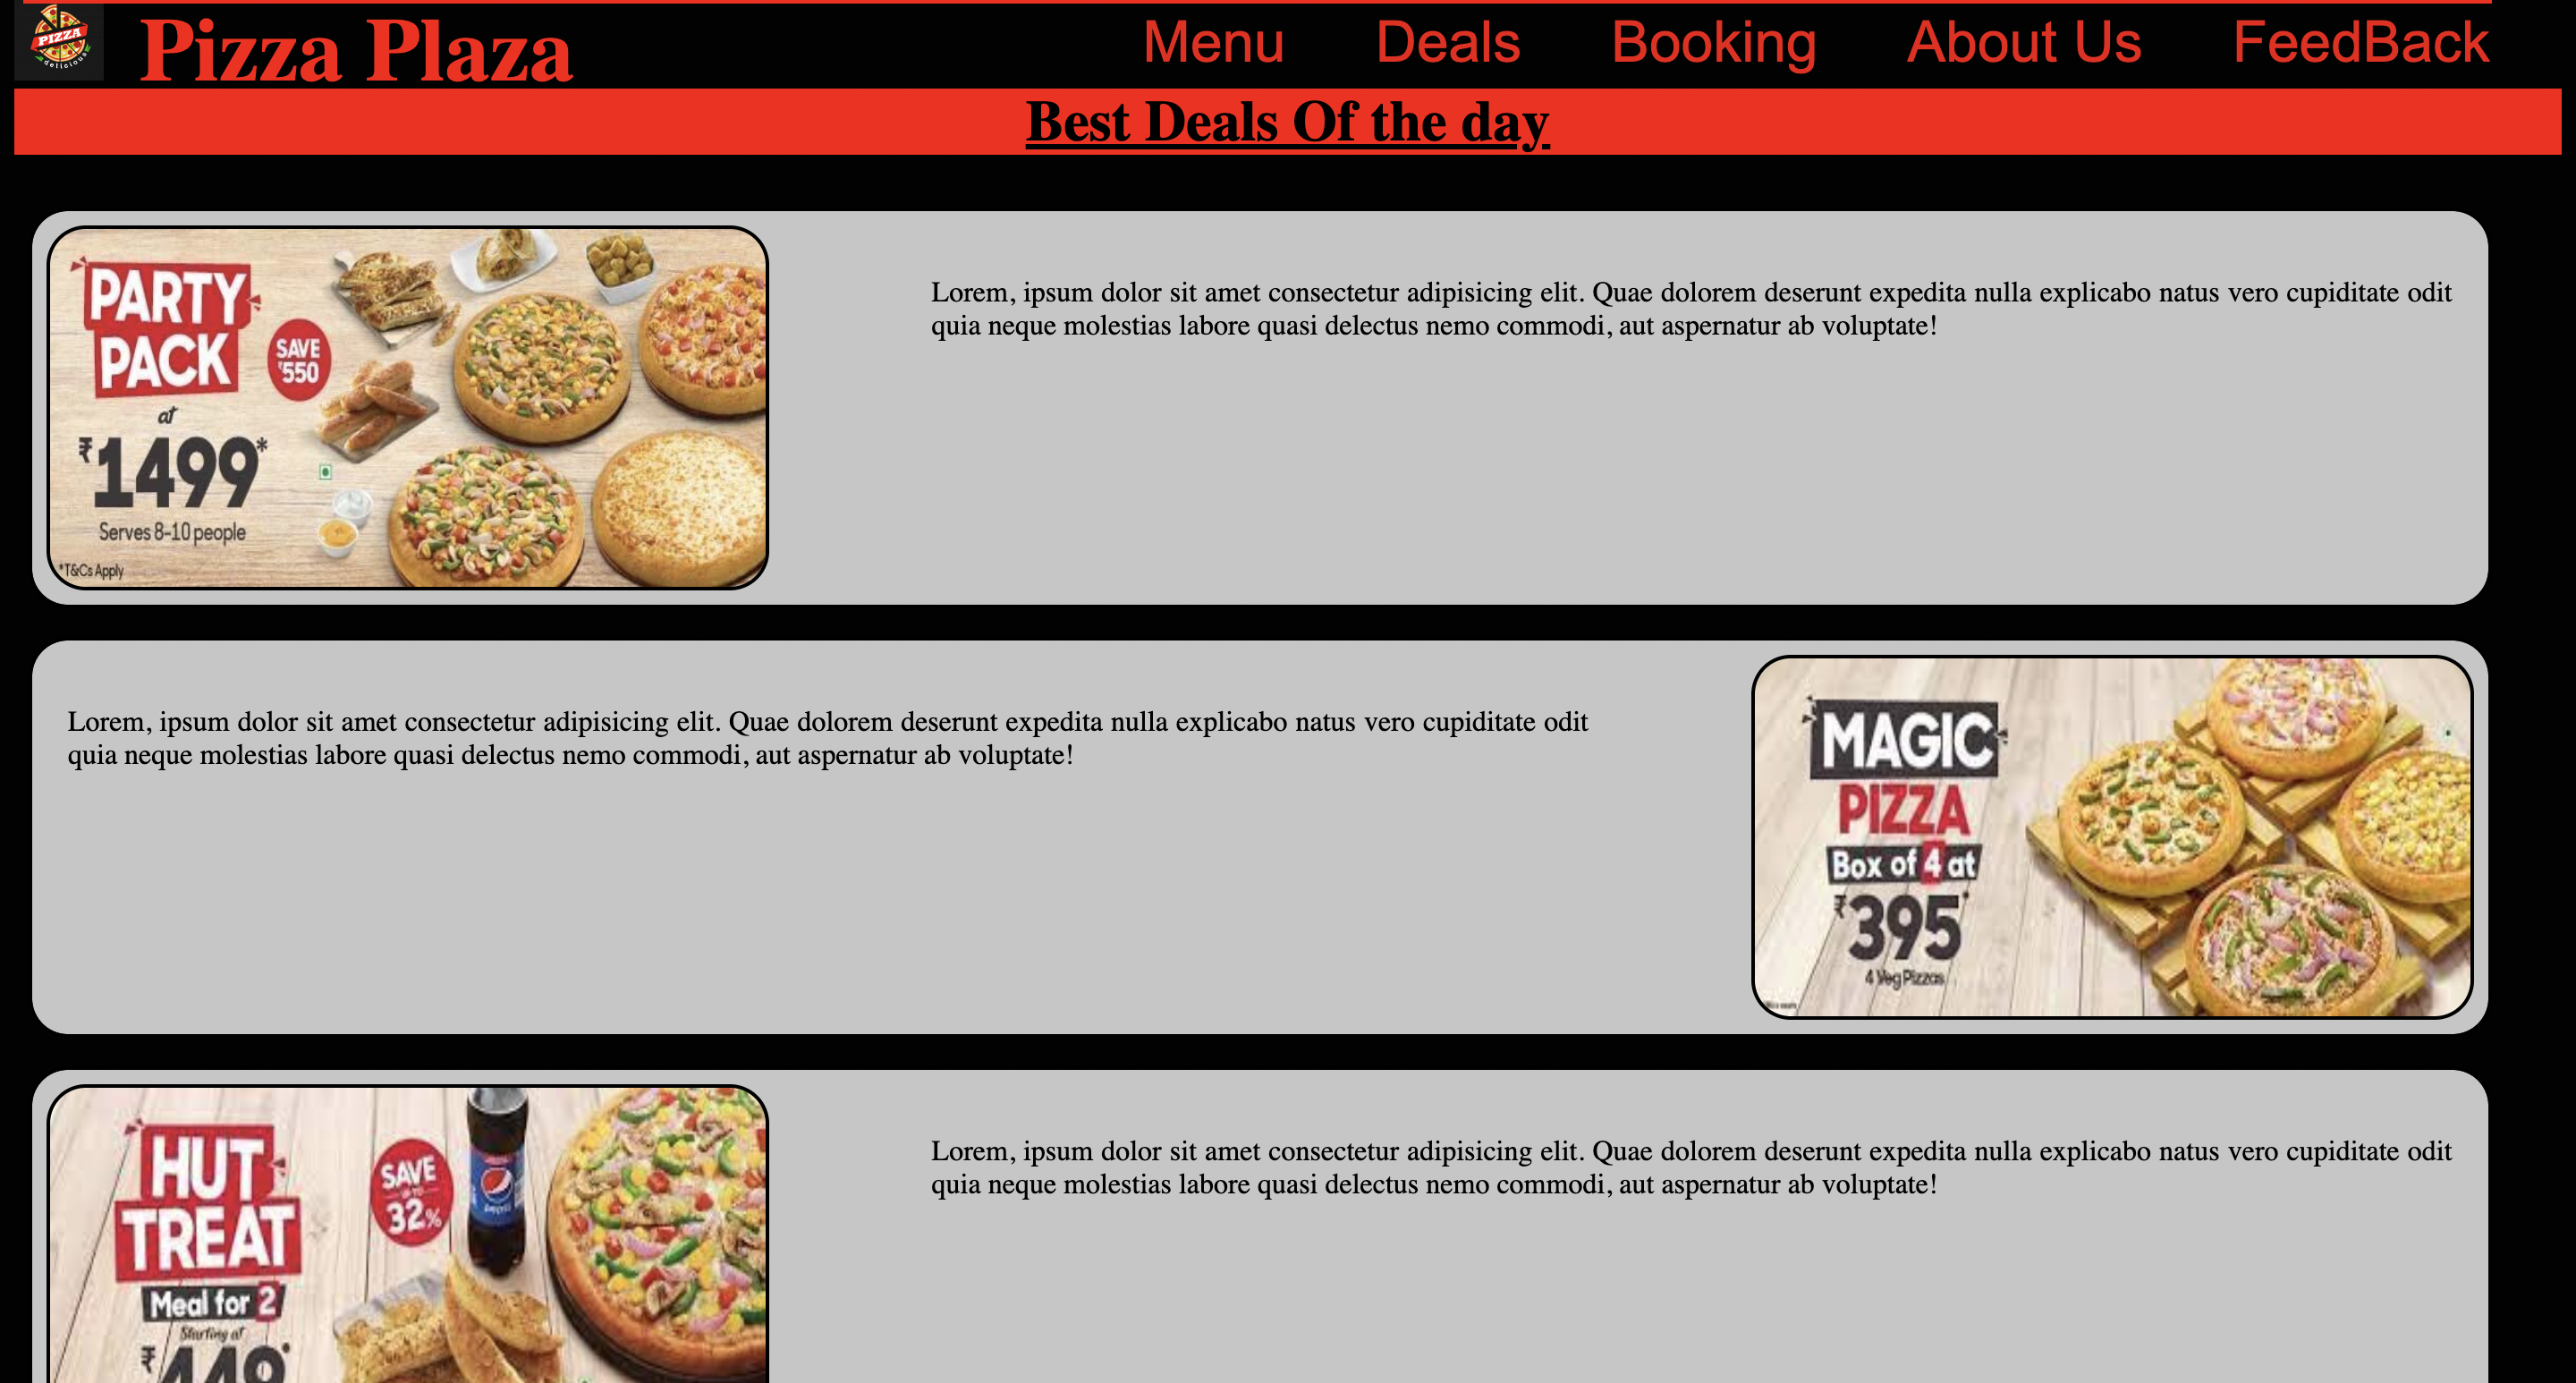 PIZZA
delicious
Pizza Plaza
Menu
Deals
Booking
About Us
FeedBack
Best Deals Of the day
PARTY
PACK
SAVE
₹550
at
₹1499*
Serves 8-10 people
*T&Cs Apply
Lorem, ipsum dolor sit amet consectetur adipisicing elit. Quae dolorem deserunt expedita nulla explicabo natus vero cupiditate odit
quia neque molestias labore quasi delectus nemo commodi, aut aspernatur ab voluptate!
Lorem, ipsum dolor sit amet consectetur adipisicing elit. Quae dolorem deserunt expedita nulla explicabo natus vero cupiditate odit
quia neque molestias labore quasi delectus nemo commodi, aut aspernatur ab voluptate!
MAGIC
PIZZA
Box of 4 at
₹395*
4 Veg Pizzas
HUT
TREAT
SAVE
32%
pepsi
Meal for 2
Starting at
₹449*
Lorem, ipsum dolor sit amet consectetur adipisicing elit. Quae dolorem deserunt expedita nulla explicabo natus vero cupiditate odit
quia neque molestias labore quasi delectus nemo commodi, aut aspernatur ab voluptate!